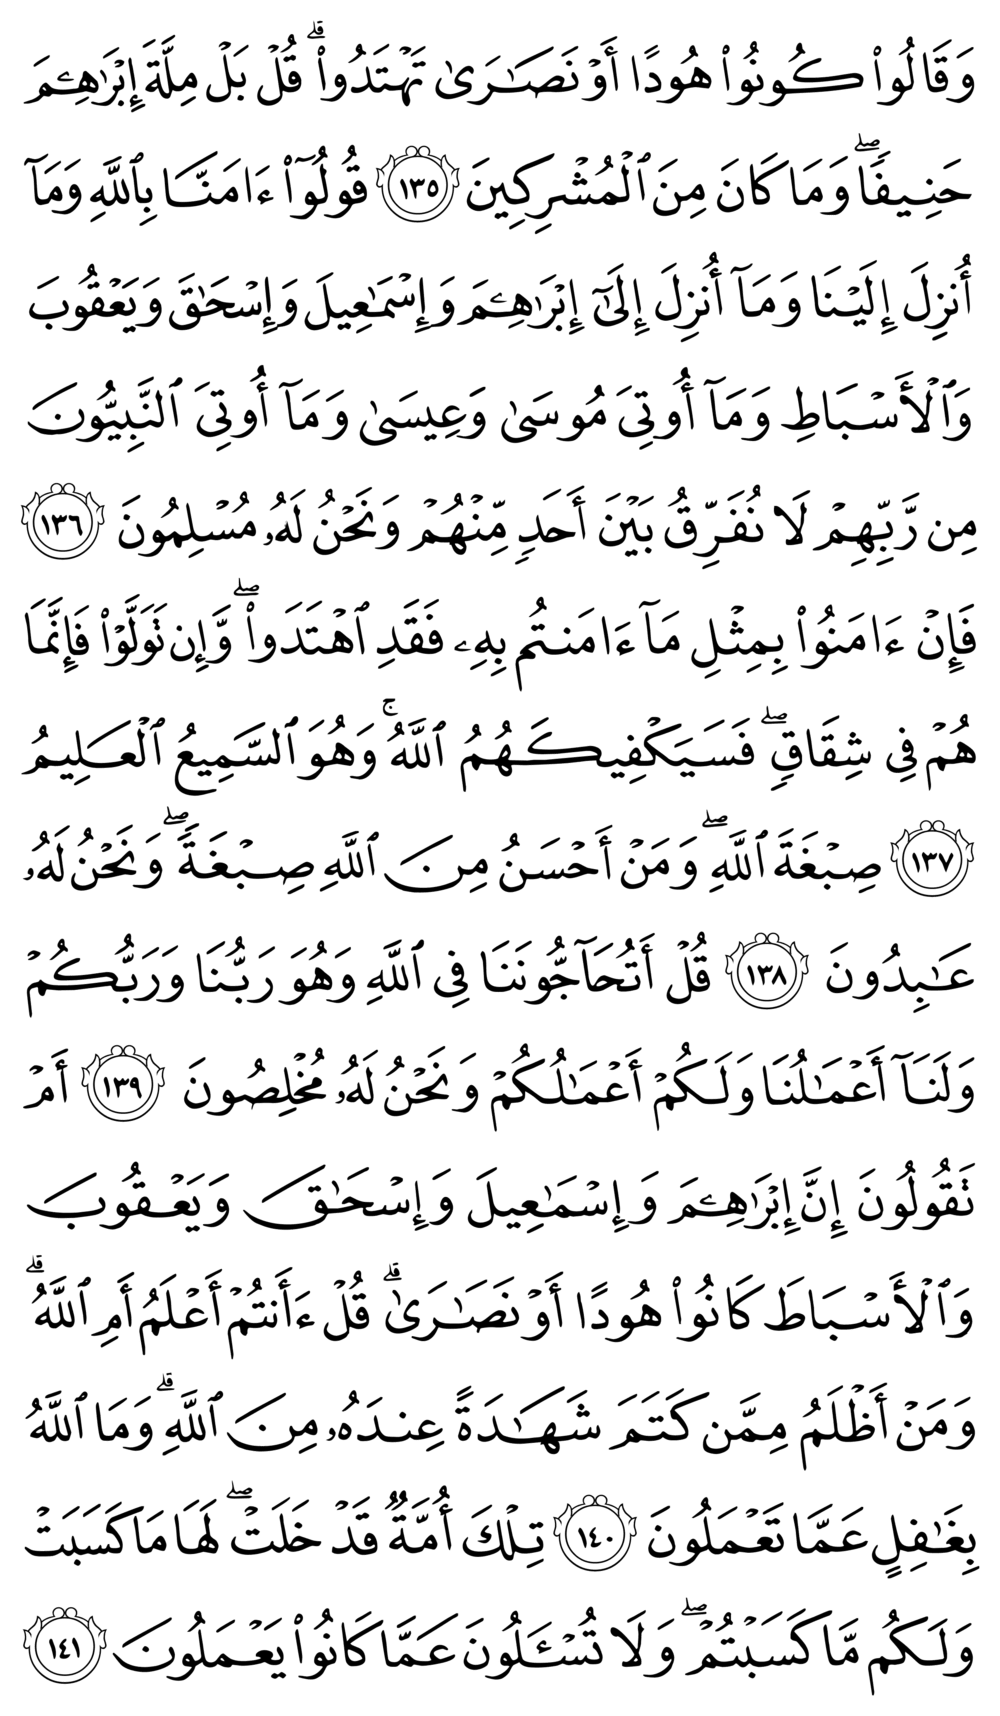 وَقَالُوا۟ كُونُوا۟ هُودًا أَوْ نَصَـٰرَىٰ تَهْتَدُوا۟ ۗ قُلْ بَلْ مِلَّةَ إِبْرَٰهِـۧمَ
حَنِيفًا ۖ وَمَا كَانَ مِنَ ٱلْمُشْرِكِينَ ١٣٥ قُولُوٓا۟ ءَامَنَّا بِٱللَّهِ وَمَآ
أُنزِلَ إِلَيْنَا وَمَآ أُنزِلَ إِلَىٰٓ إِبْرَٰهِـۧمَ وَإِسْمَـٰعِيلَ وَإِسْحَـٰقَ وَيَعْقُوبَ
وَٱلْأَسْبَاطِ وَمَآ أُوتِىَ مُوسَىٰ وَعِيسَىٰ وَمَآ أُوتِىَ ٱلنَّبِيُّونَ
مِن رَّبِّهِمْ لَا نُفَرِّقُ بَيْنَ أَحَدٍ مِّنْهُمْ وَنَحْنُ لَهُۥ مُسْلِمُونَ ١٣٦
فَإِنْ ءَامَنُوا۟ بِمِثْلِ مَآ ءَامَنتُم بِهِۦ فَقَدِ ٱهْتَدَوا۟ ۖ وَّإِن تَوَلَّوْا۟ فَإِنَّمَا
هُمْ فِى شِقَاقٍ ۖ فَسَيَكْفِيكَهُمُ ٱللَّهُ ۚ وَهُوَ ٱلسَّمِيعُ ٱلْعَلِيمُ
١٣٧ صِبْغَةَ ٱللَّهِ ۖ وَمَنْ أَحْسَنُ مِنَ ٱللَّهِ صِبْغَةً ۖ وَنَحْنُ لَهُۥ
عَـٰبِدُونَ ١٣٨ قُلْ أَتُحَآجُّونَنَا فِى ٱللَّهِ وَهُوَ رَبُّنَا وَرَبُّكُمْ
وَلَنَآ أَعْمَـٰلُنَا وَلَكُمْ أَعْمَـٰلُكُمْ وَنَحْنُ لَهُۥ مُخْلِصُونَ ١٣٩ أَمْ
تَقُولُونَ إِنَّ إِبْرَٰهِـۧمَ وَإِسْمَـٰعِيلَ وَإِسْحَـٰقَ وَيَعْقُوبَ
وَٱلْأَسْبَاطَ كَانُوا۟ هُودًا أَوْ نَصَـٰرَىٰ ۗ قُلْ ءَأَنتُمْ أَعْلَمُ أَمِ ٱللَّهُ ۗ
وَمَنْ أَظْلَمُ مِمَّن كَتَمَ شَهَـٰدَةً عِندَهُۥ مِنَ ٱللَّهِ ۗ وَمَا ٱللَّهُ
بِغَـٰفِلٍ عَمَّا تَعْمَلُونَ ١٤٠ تِلْكَ أُمَّةٌ قَدْ خَلَتْ ۖ لَهَا مَا كَسَبَتْ
وَلَكُم مَّا كَسَبْتُمْ ۖ وَلَا تُسْـَٔلُونَ عَمَّا كَانُوا۟ يَعْمَلُونَ ١٤١